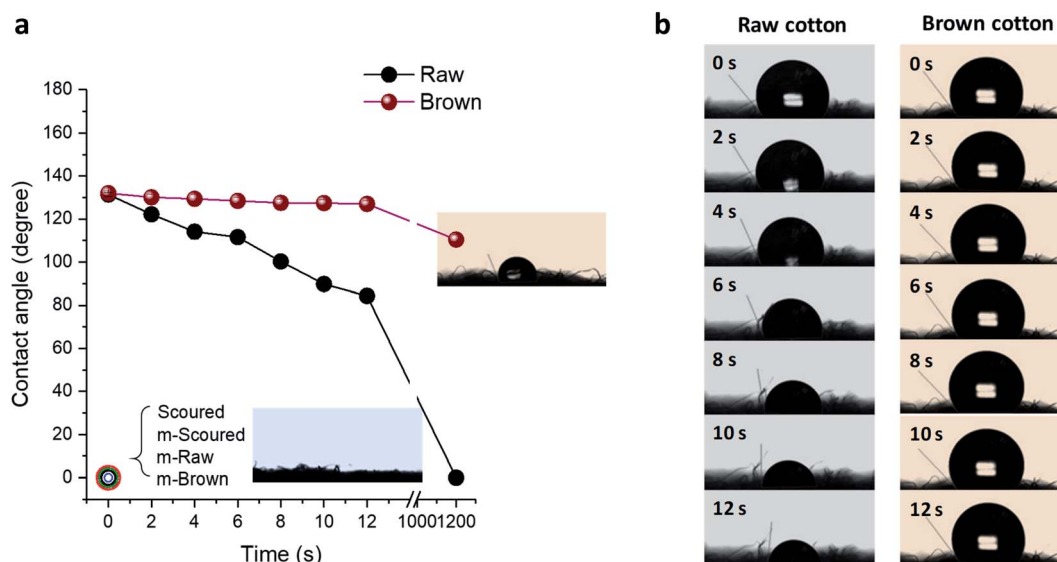 a
Raw
Brown
180
160
140
120
100
80
60
40
20
0
Contact angle (degree)
Scoured
m-Scoured
m-Raw
m-Brown
0 2 4 6 8 10 12 1000 1200
Time (s)
b
Raw cotton
0 s
2 s
4 s
6 s
8 s
10 s
12 s
Brown cotton
0 s
2 s
4 s
6 s
8 s
10 s
12 s